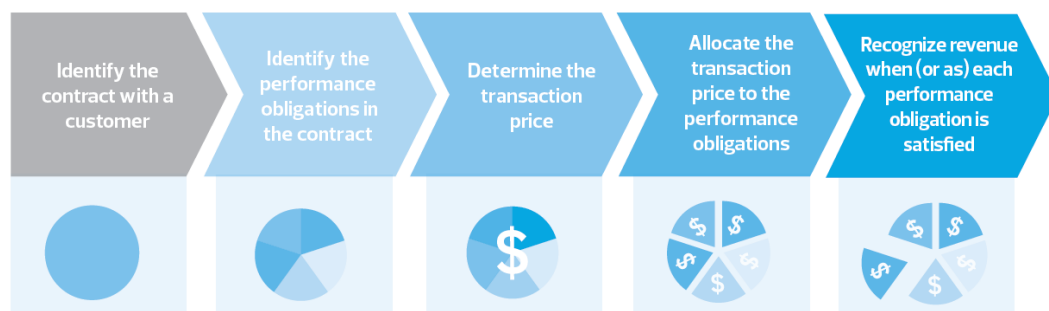 Identify the
contract with a
customer
Identify the
performance
obligations in
the contract
Determine the
transaction
price
Allocate the
transaction
price to the
performance
obligations
Recognize revenue
when (or as) each
performance
obligation is
satisfied
$
$
$
$
$
$
$
$
$
$
$